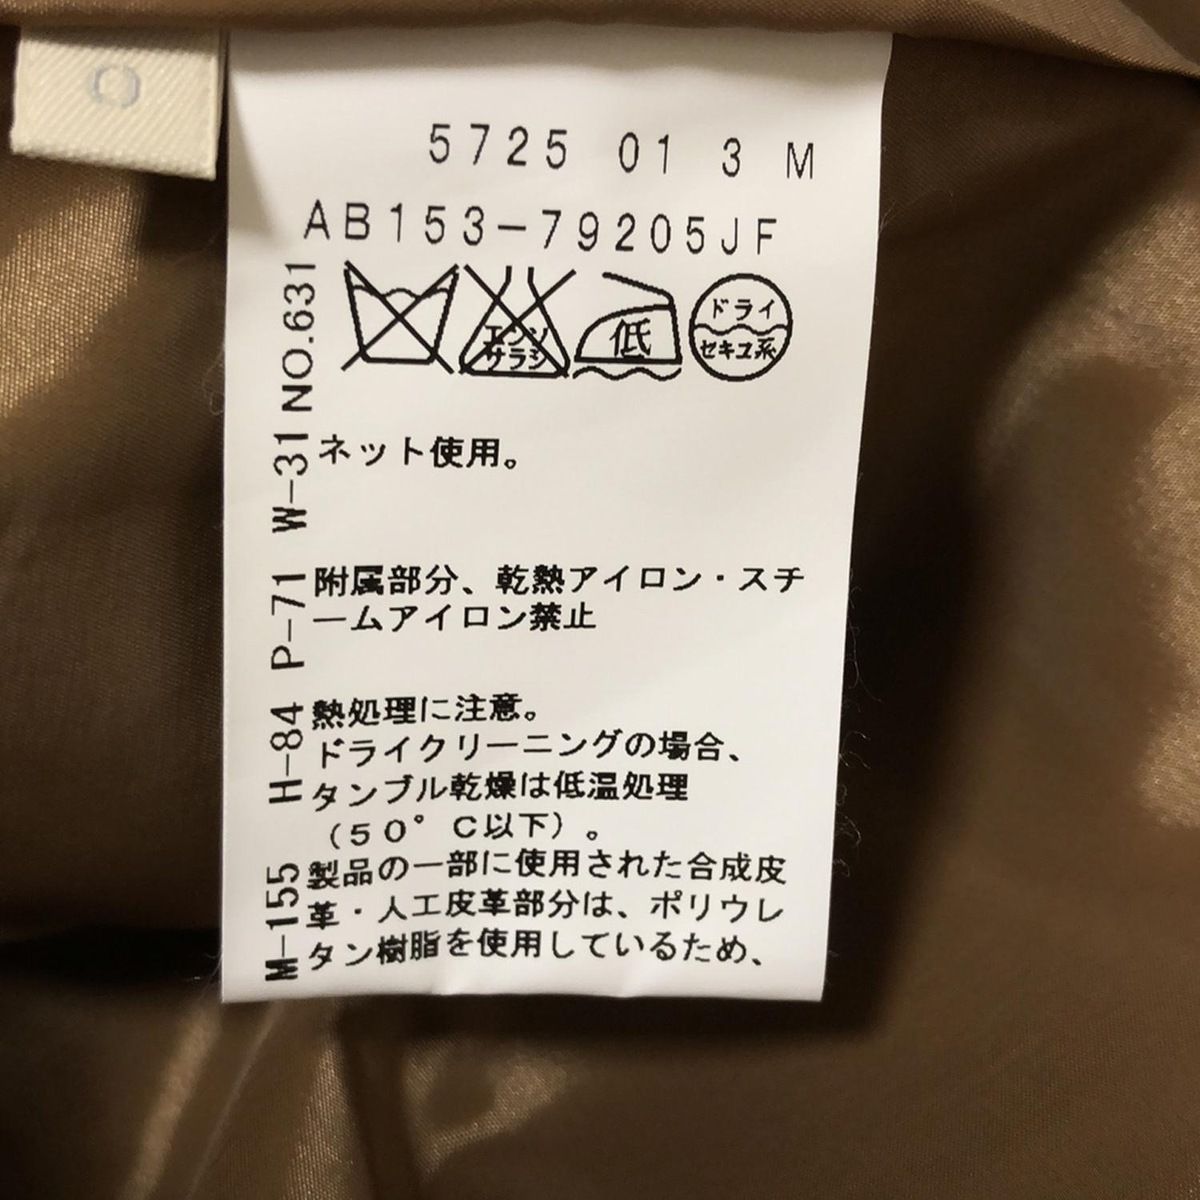 0
5725 01 3 M
AB153-79205JF
エンソ
サラシ
低
ドライ
セキユ系
ネット使用。
附属部分、乾熱アイロン・スチ
ームアイロン禁止
熱処理に注意。
ドライクリーニングの場合、
タンブル乾燥は低温処理
(50°C以下)。
製品の一部に使用された合成皮
革・人工皮革部分は、ポリウレ
タン樹脂を使用しているため、
M-155 H-84 P-71 W-31 NO.631